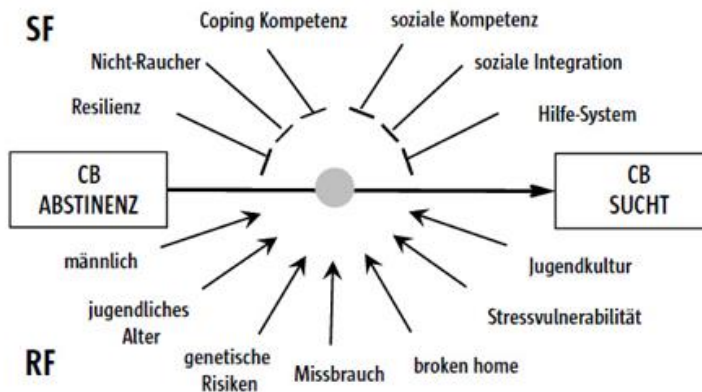 SF
Coping Kompetenz
soziale Kompetenz
Nicht-Raucher
soziale Integration
Resilienz
Hilfe-System
CB
ABSTINENZ
CB
SUCHT
männlich
Jugendkultur
jugendliches
Alter
Stressvulnerabilität
genetische
Risiken
Missbrauch
broken home
RF